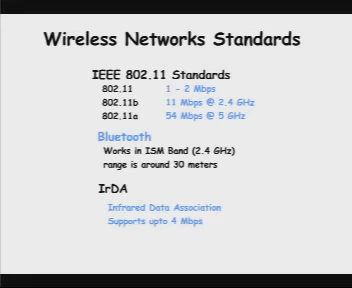 Wireless Networks Standards
IEEE 802.11 Standards
802.11 1 - 2 Mbps
802.11b 11 Mbps @ 2.4 GHz
802.11a 54 Mbps @ 5 GHz
Bluetooth
Works in ISM Band (2.4 GHz)
range is around 30 meters
IrDA
Infrared Data Association
Supports upto 4 Mbps